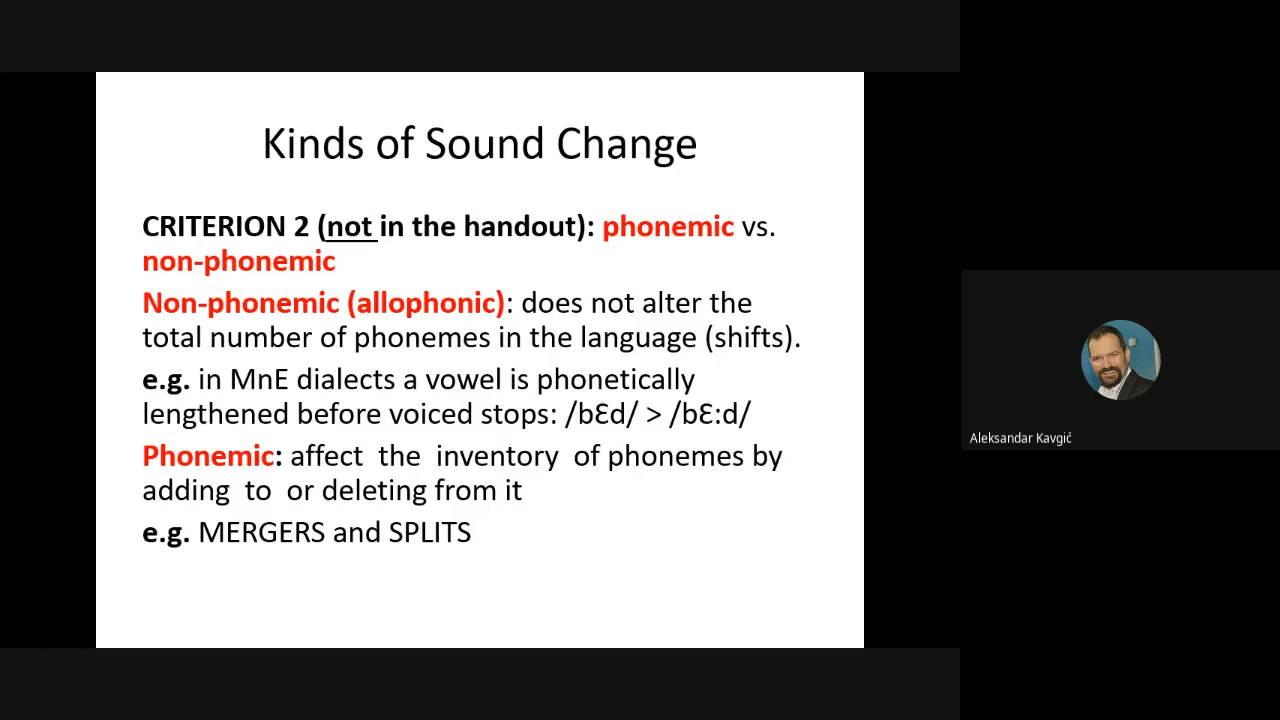 Kinds of Sound Change
CRITERION 2 (not in the handout): phonemic vs.
non-phonemic
Non-phonemic (allophonic): does not alter the
total number of phonemes in the language (shifts).
e.g. in MnE dialects a vowel is phonetically
lengthened before voiced stops: /bƐd/ > /bƐ:d/
Phonemic: affect the inventory of phonemes by
adding to or deleting from it
e.g. MERGERS and SPLITS
Aleksandar Kavgić